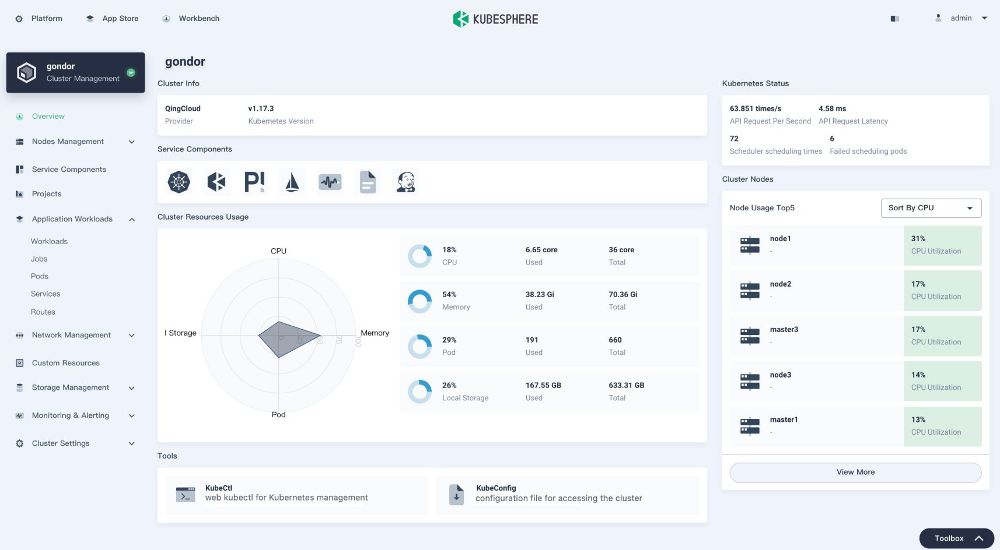 Platform
App Store
Workbench
KUBESPHERE
admin
gondor
Cluster Management
Overview
Nodes Management
Service Components
Projects
Application Workloads
Workloads
Jobs
Pods
Services
Routes
Network Management
Custom Resources
Storage Management
Monitoring & Alerting
Cluster Settings
gondor
Cluster Info
QingCloud
Provider
v1.17.3
Kubernetes Version
Service Components
P!
Cluster Resources Usage
CPU
l Storage
Memory
Pod
0
25
50
75
100
18%
CPU
6.65 core
Used
36 core
Total
54%
Memory
38.23 Gi
Used
70.36 Gi
Total
29%
Pod
191
Used
660
Total
26%
Local Storage
167.55 GB
Used
633.31 GB
Total
Tools
KubeCtl
web kubectl for Kubernetes management
KubeConfig
configuration file for accessing the cluster
Kubernetes Status
63.851 times/s
API Request Per Second
4.58 ms
API Request Latency
72
Scheduler scheduling times
6
Failed scheduling pods
Cluster Nodes
Node Usage Top5
Sort By CPU
node1
-
31%
CPU Utilization
node2
-
17%
CPU Utilization
master3
-
17%
CPU Utilization
node3
-
14%
CPU Utilization
master1
-
13%
CPU Utilization
View More
Toolbox